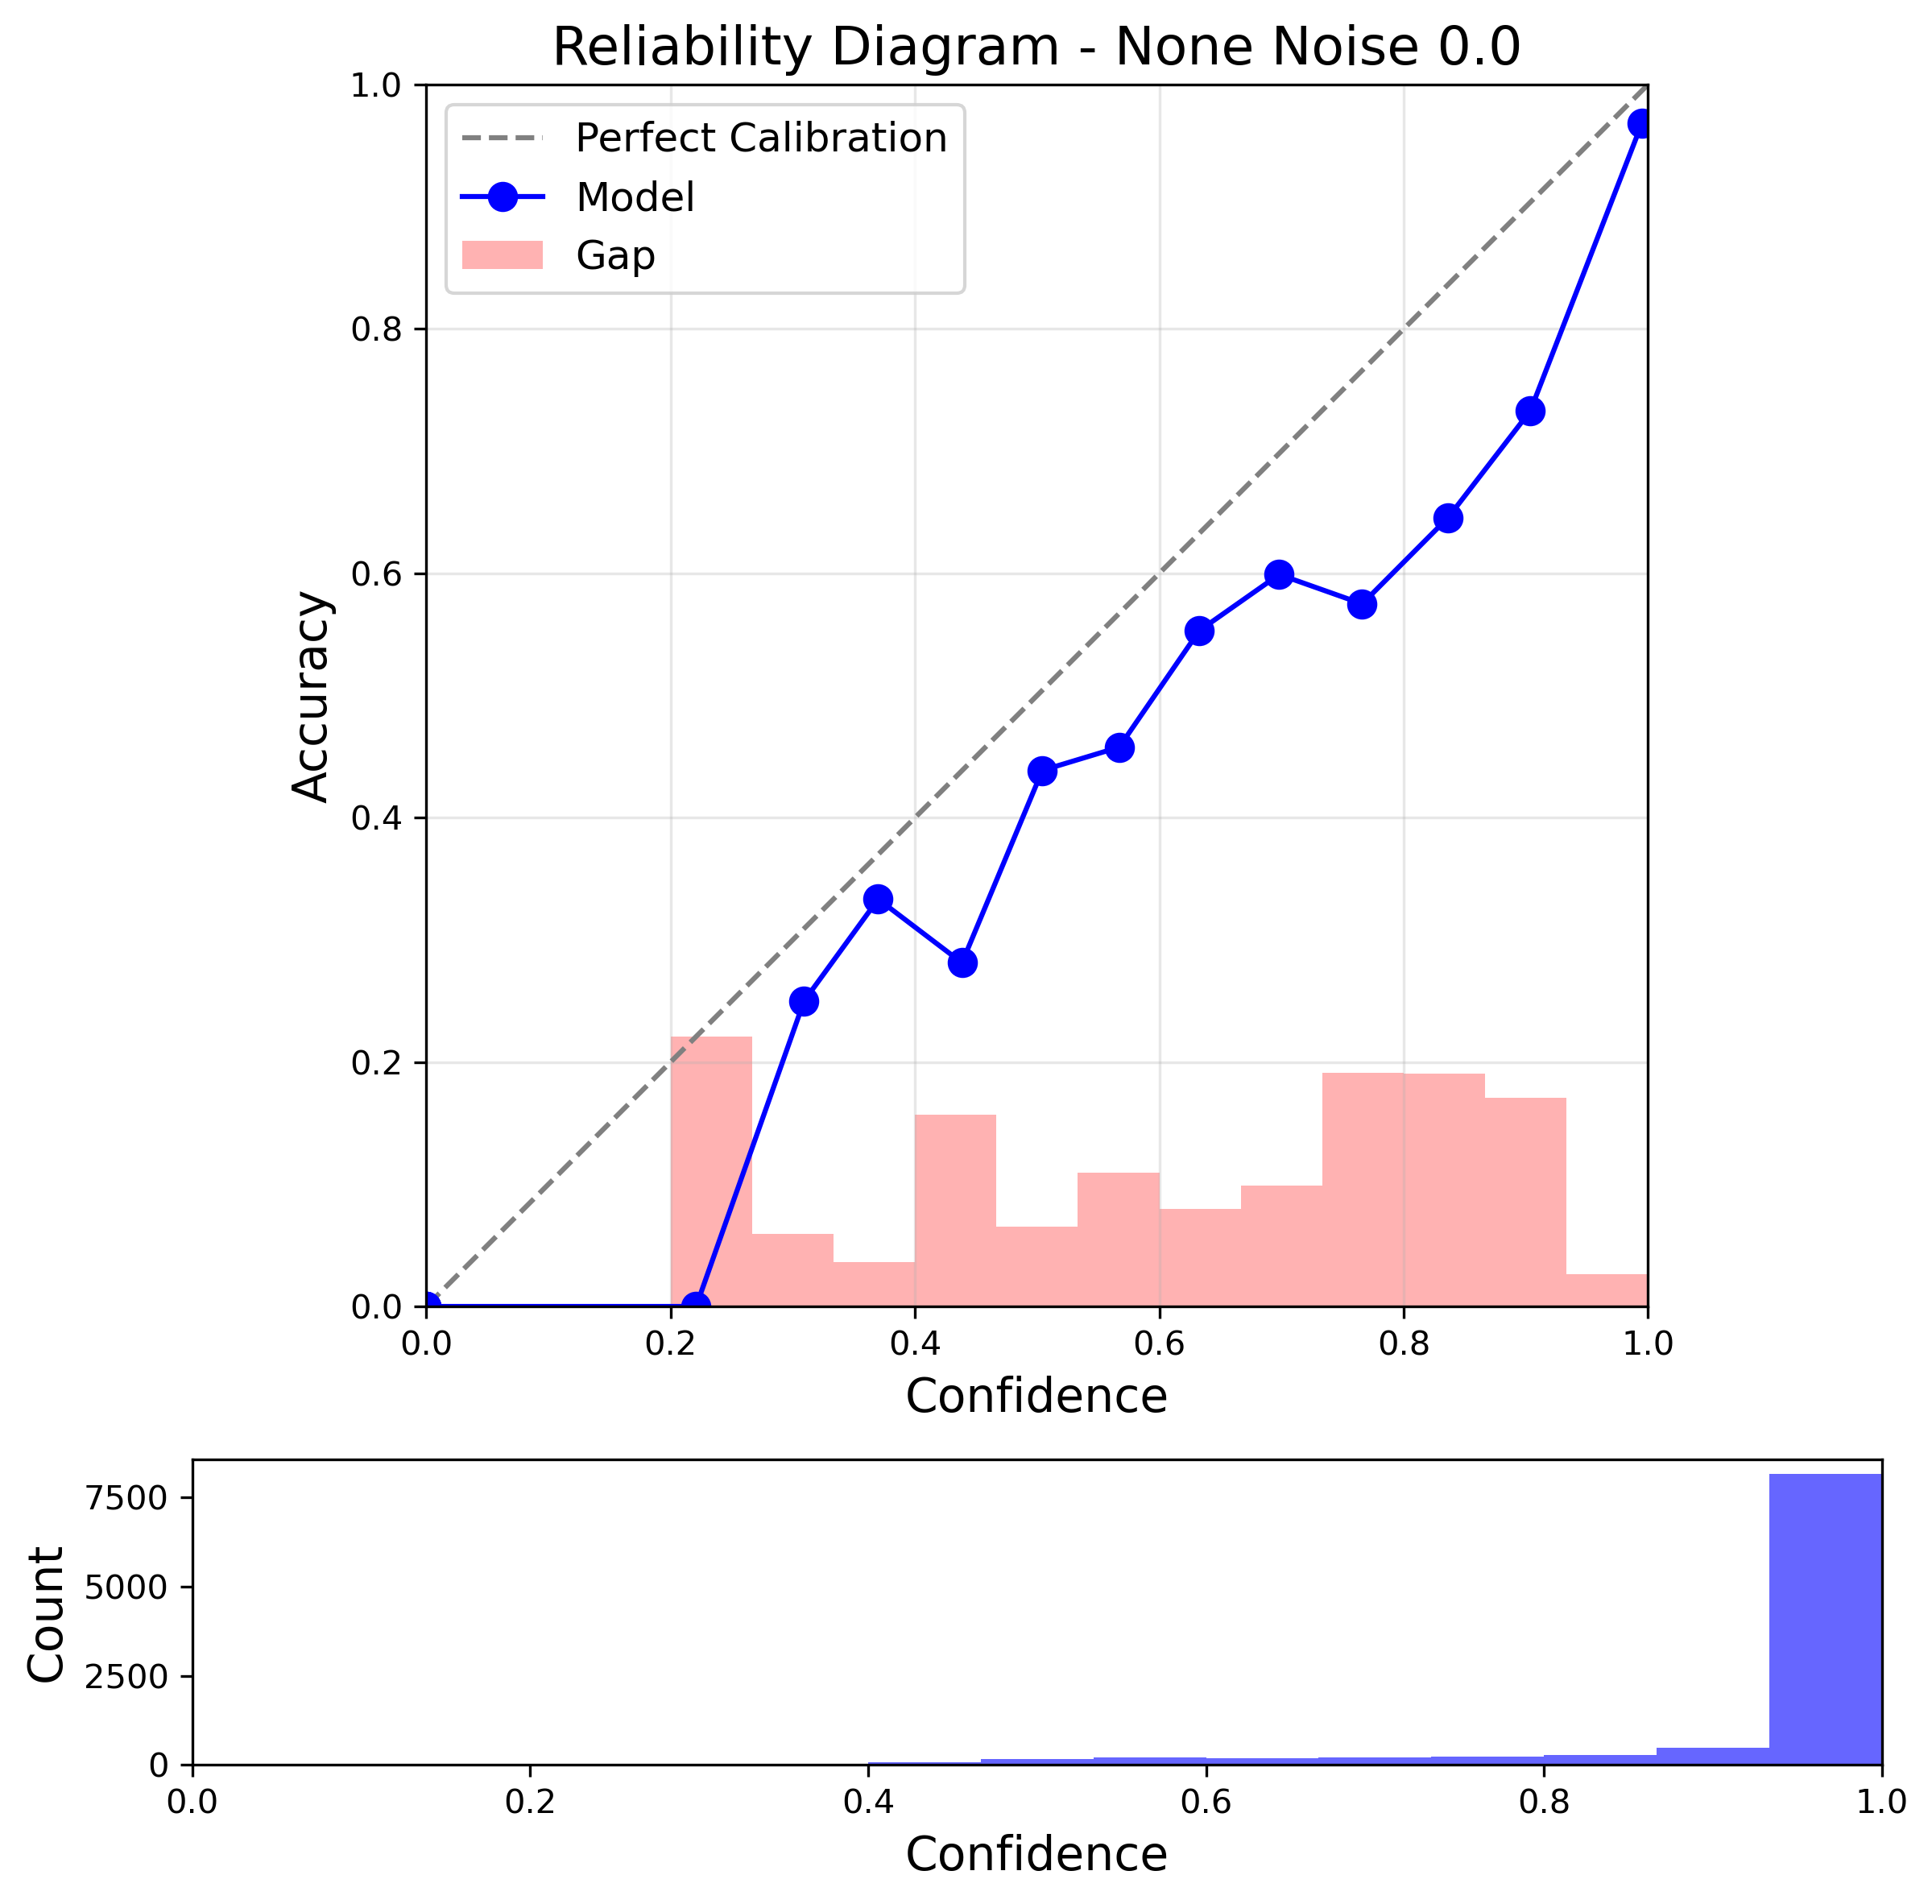 Reliability Diagram - None Noise 0.0
1.0
0.8
0.6
0.4
0.2
0.0
Accuracy
Perfect Calibration
Model
Gap
0.0 0.2 0.4 0.6 0.8 1.0
Confidence
7500
5000
2500
0
Count
0.0 0.2 0.4 0.6 0.8 1.0
Confidence